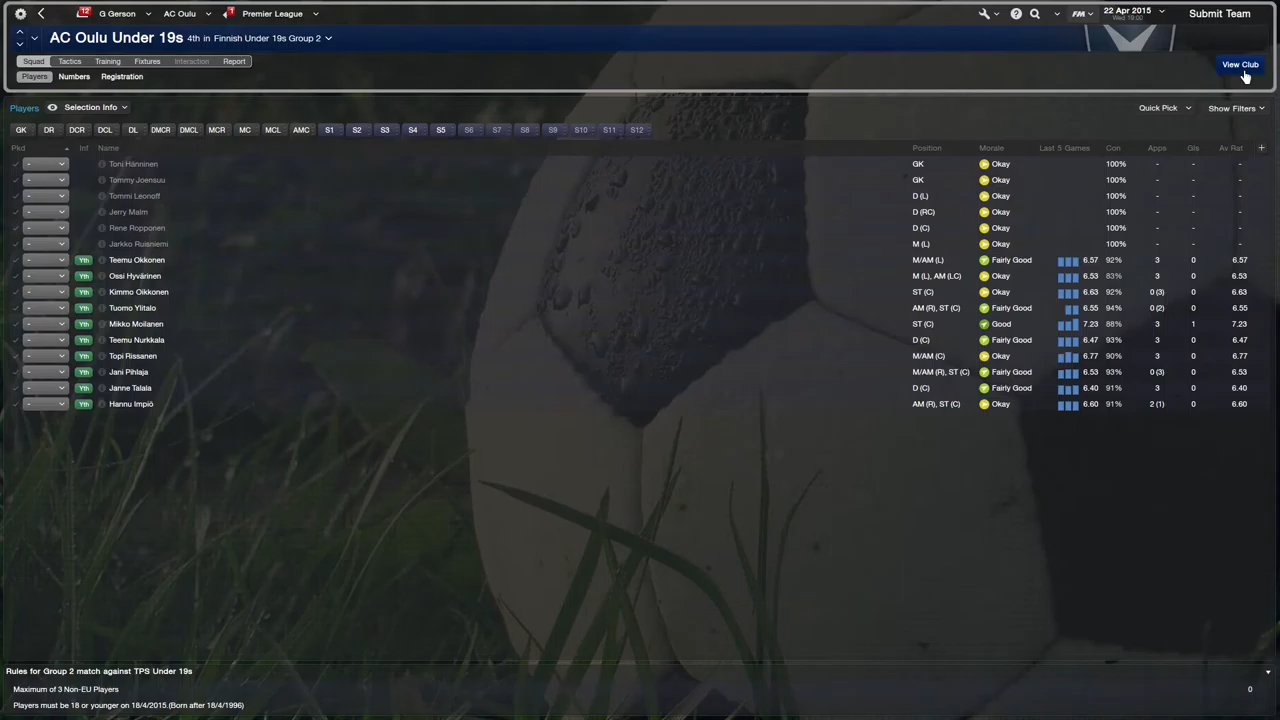 12 G Gerson AC Oulu Premier League FM 22 Apr 2015 Wed 19:00 Submit Team
AC Oulu Under 19s 4th in Finnish Under 19s Group 2
Squad Tactics Training Fixtures Interaction Report View Club
Players Numbers Registration
Players Selection Info Quick Pick Show Filters
GK DR DCR DCL DL DMCR DMCL MCR MC MCL AMC S1 S2 S3 S4 S5 S6 S7 S8 S9 S10 S11 S12
Pkd Inf Name Position Morale Last 5 Games Con Apps Gls Av Rat +
- Toni Hänninen GK Okay 100% - - -
- Tommy Joensuu GK Okay 100% - - -
- Tommi Leonoff D (L) Okay 100% - - -
- Jerry Malm D (RC) Okay 100% - - -
- Rene Ropponen D (C) Okay 100% - - -
- Jarkko Ruisniemi M (L) Okay 100% - - -
- Yth Teemu Okkonen M/AM (L) Fairly Good 6.57 92% 3 0 6.57
- Yth Ossi Hyvärinen M (L), AM (LC) Okay 6.53 83% 3 0 6.53
- Yth Kimmo Oikkonen ST (C) Okay 6.63 92% 0 (3) 0 6.63
- Yth Tuomo Ylitalo AM (R), ST (C) Fairly Good 6.55 94% 0 (2) 0 6.55
- Yth Mikko Moilanen ST (C) Good 7.23 88% 3 1 7.23
- Yth Teemu Nurkkala D (C) Fairly Good 6.47 93% 3 0 6.47
- Yth Topi Rissanen M/AM (C) Okay 6.77 90% 3 0 6.77
- Yth Jani Pihlaja M/AM (R), ST (C) Fairly Good 6.53 93% 0 (3) 0 6.53
- Yth Janne Talala D (C) Fairly Good 6.40 91% 3 0 6.40
- Yth Hannu Impiö AM (R), ST (C) Okay 6.60 91% 2 (1) 0 6.60
Rules for Group 2 match against TPS Under 19s
Maximum of 3 Non-EU Players 0
Players must be 18 or younger on 18/4/2015.(Born after 18/4/1996)